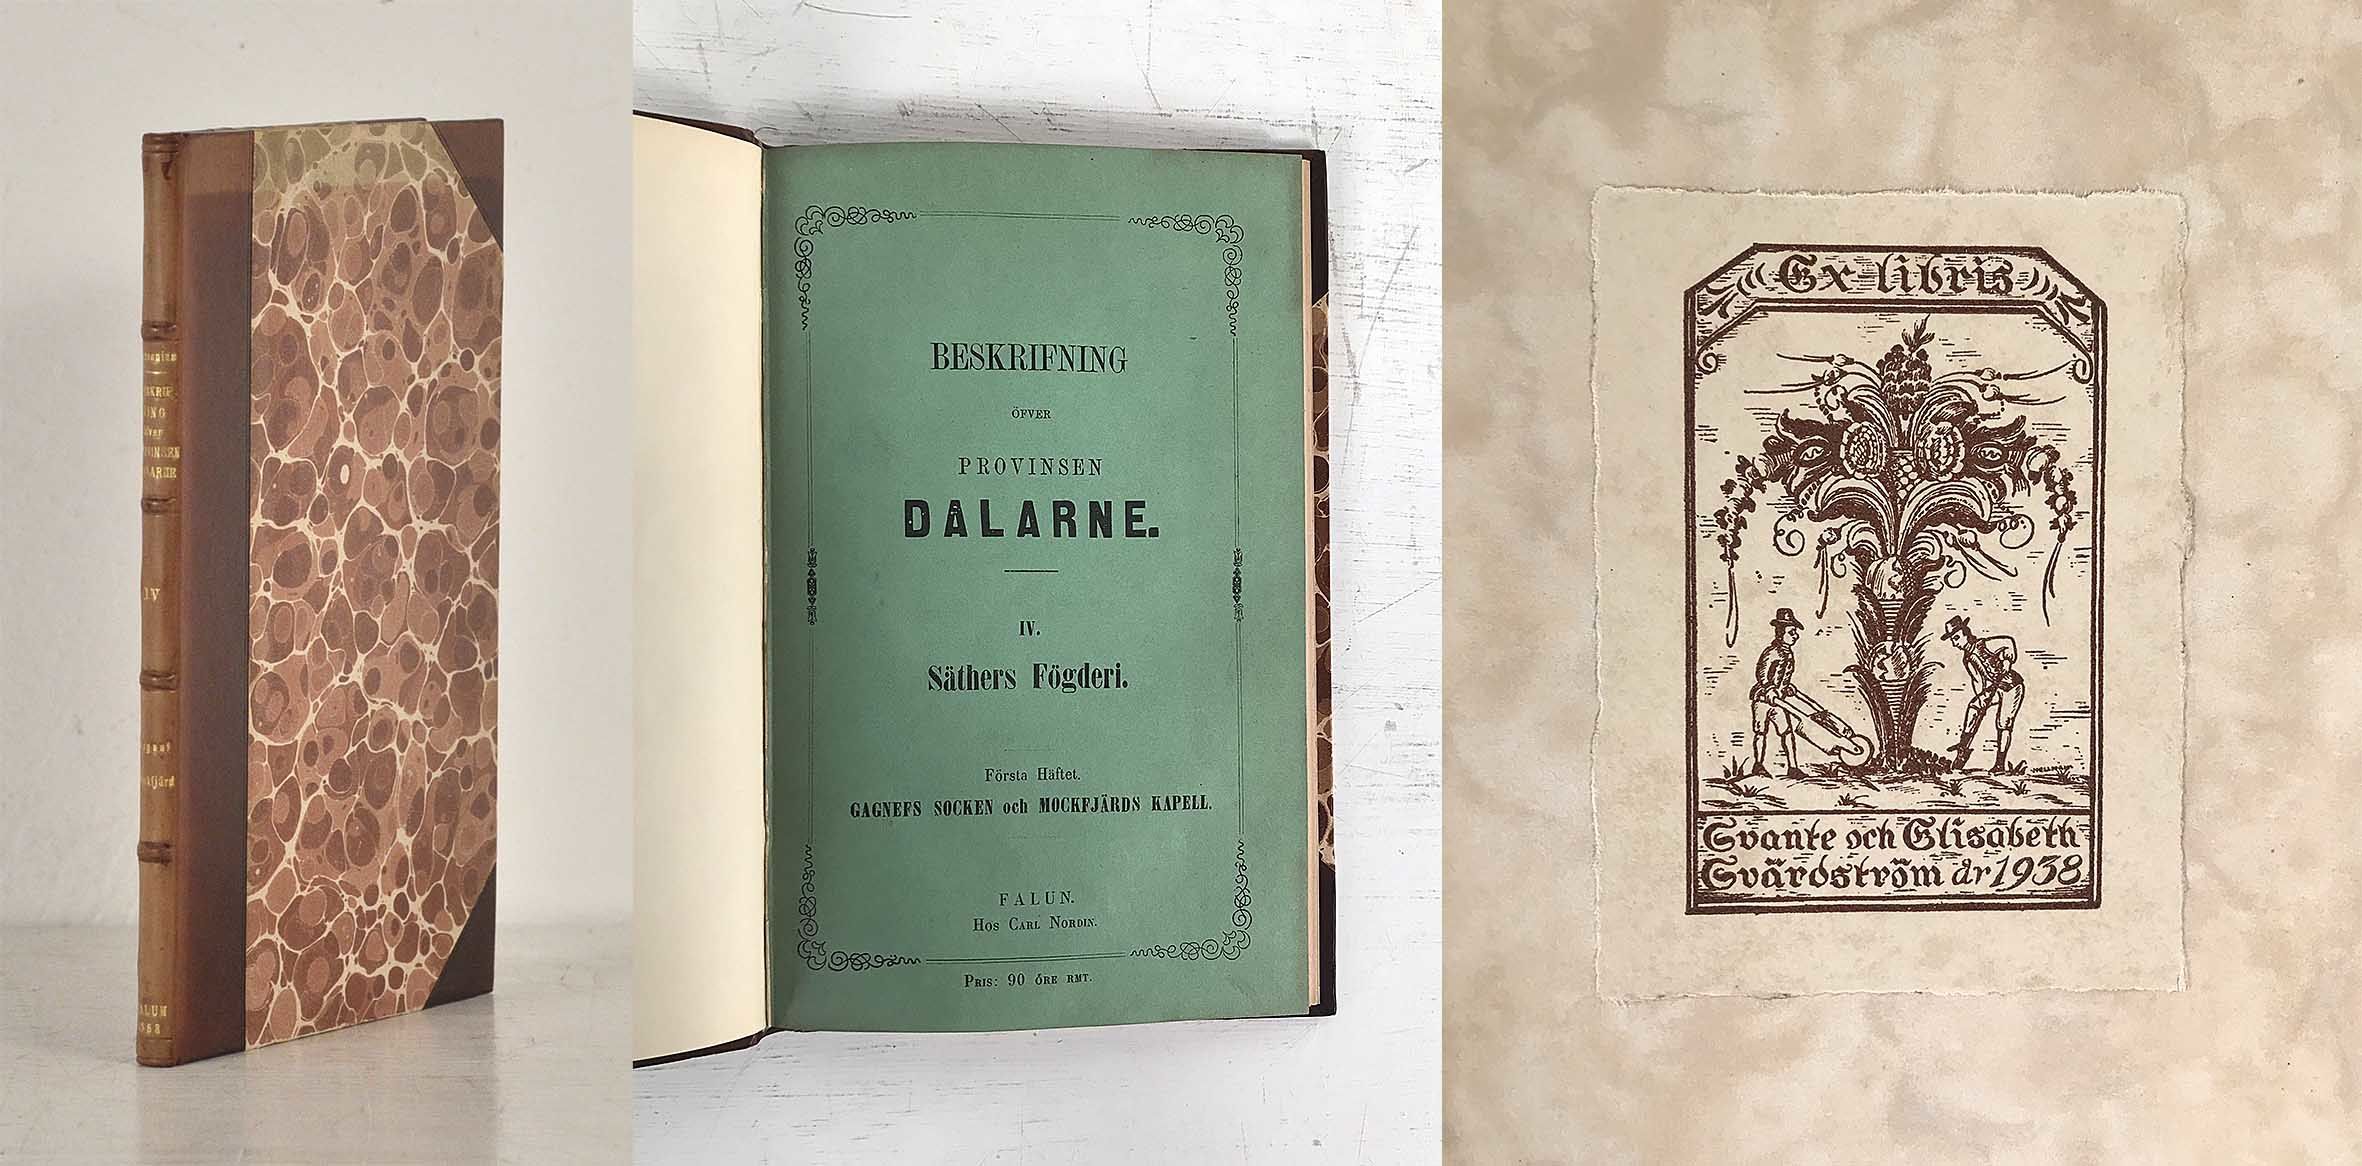 IV
BESKRIFNING
ÖFVER
PROVINSEN
DALARNE.
IV.
Säthers Fögderi.
Första Häftet.
GAGNEFS SOCKEN och MOCKFJÄRDS KAPELL.
FALUN.
Hos Carl Nordin.
Pris: 90 öre rmt.
Ex libris
Svante och Elisabeth
Svärdström år 1938